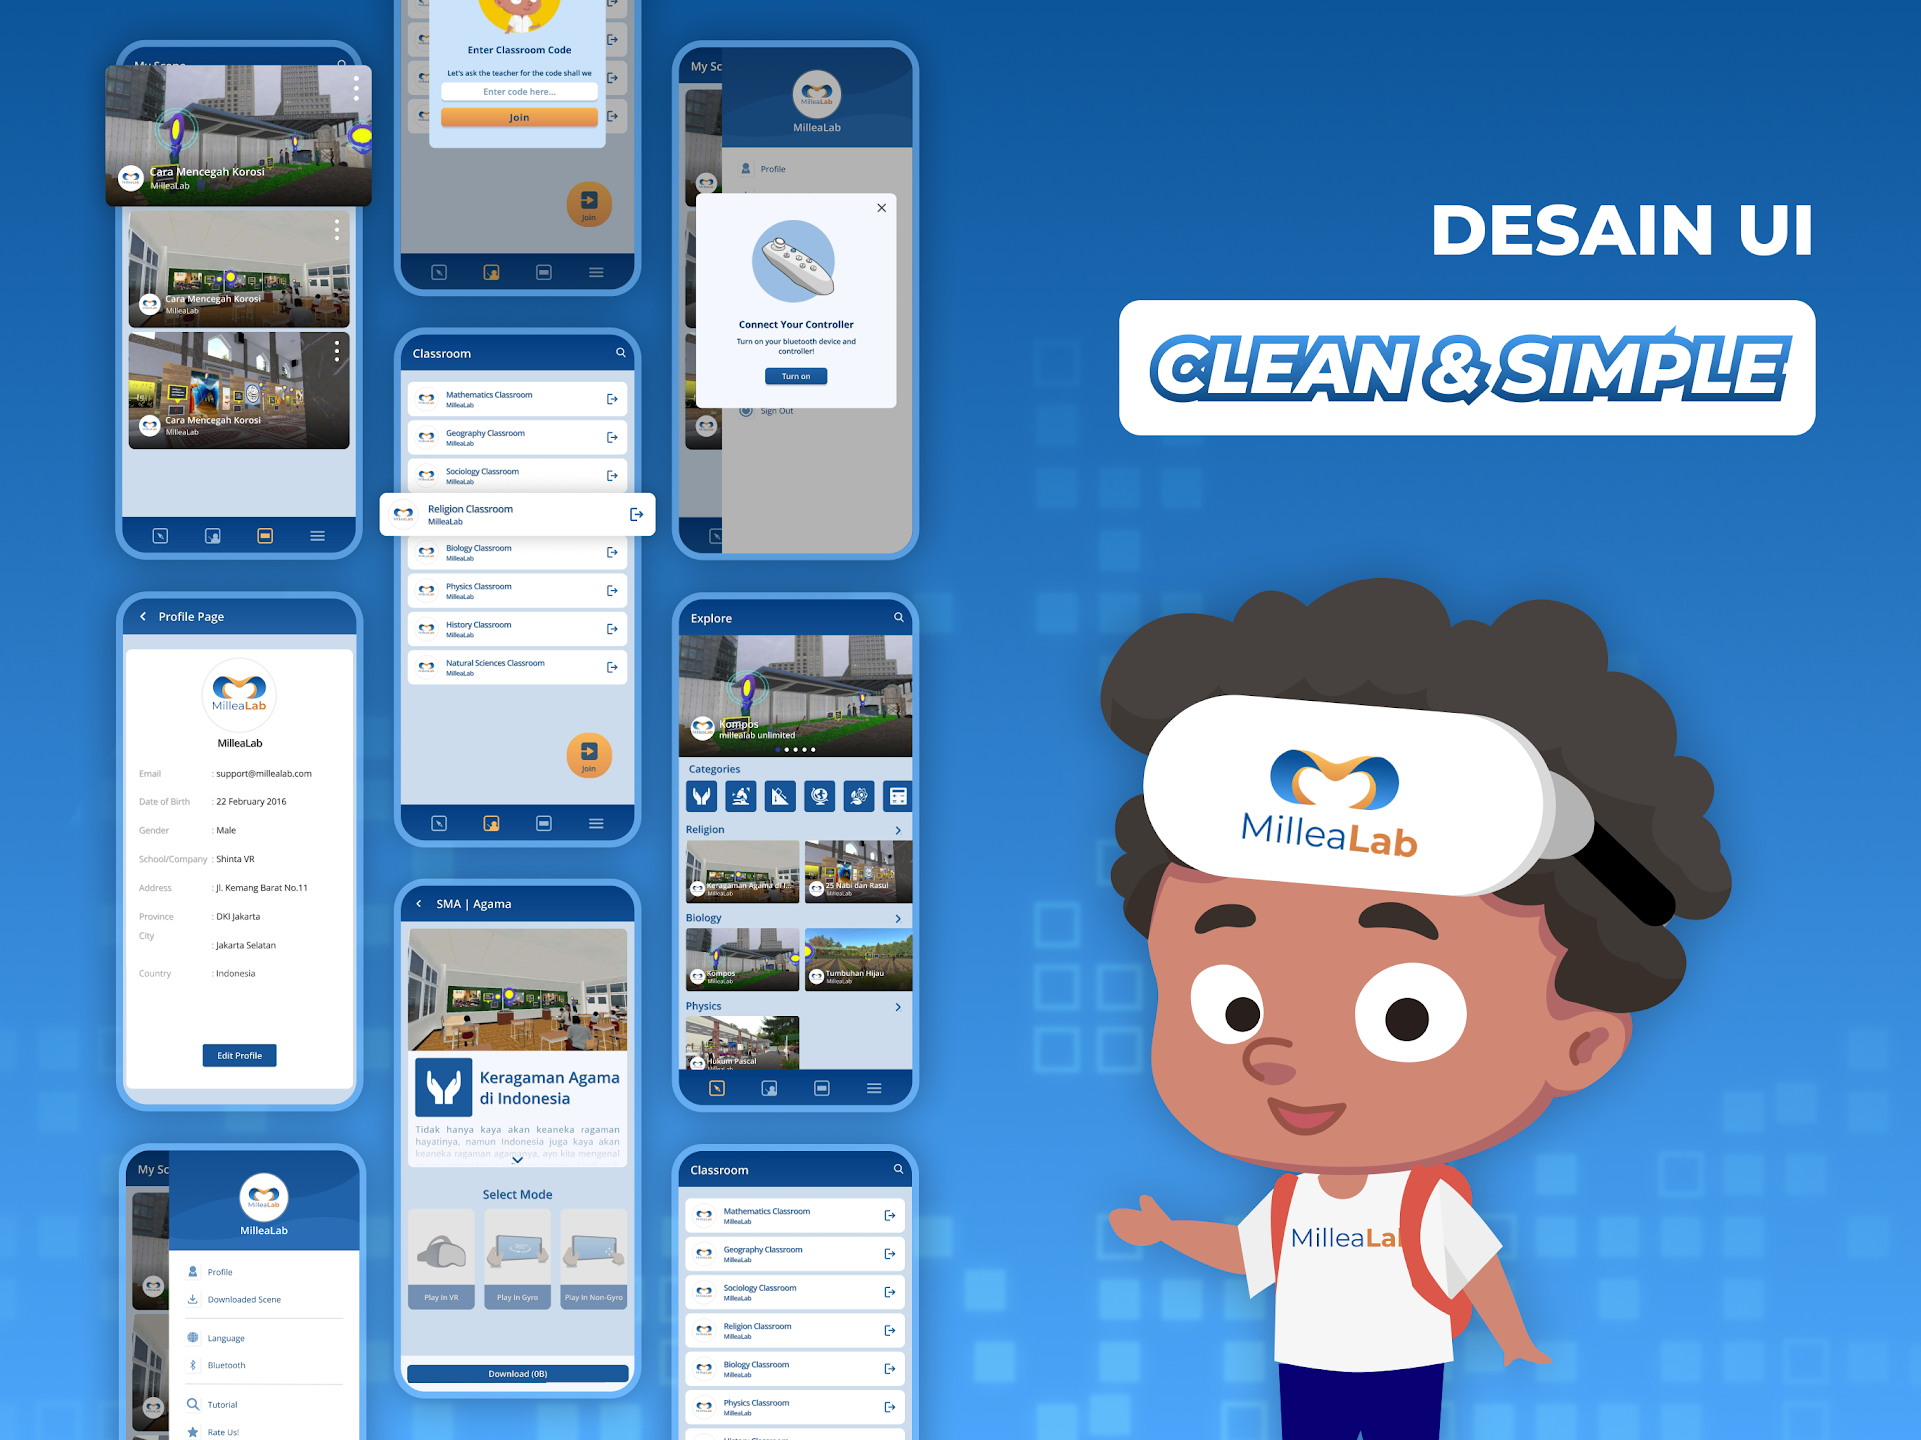 My Scene
Cara Mencegah Korosi
MilleaLab
Cara Mencegah Korosi
MilleaLab
Cara Mencegah Korosi
MilleaLab
Profile Page
MilleaLab
MilleaLab
Email : support@millealab.com
Date of Birth : 22 February 2016
Gender : Male
School/Company : Shinta VR
Address : Jl. Kemang Barat No.11
Province : DKI Jakarta
City : Jakarta Selatan
Country : Indonesia
Edit Profile
My Sc
MilleaLab
Profile
Downloaded Scene
Language
Bluetooth
Tutorial
Rate Us!
Enter Classroom Code
Let's ask the teacher for the code shall we
Enter code here...
Join
Join
Classroom
Mathematics Classroom
MilleaLab
Geography Classroom
MilleaLab
Sociology Classroom
MilleaLab
Religion Classroom
MilleaLab
Biology Classroom
MilleaLab
Physics Classroom
MilleaLab
History Classroom
MilleaLab
Natural Sciences Classroom
MilleaLab
Join
SMA | Agama
Keragaman Agama
di Indonesia
Tidak hanya kaya akan keaneka ragaman
hayatinya, namun Indonesia juga kaya akan
keaneka ragaman agamanya, ayo kita mengenal
Select Mode
Play In VR
Play In Gyro
Play In Non-Gyro
Download (0B)
My Sc
MilleaLab
MilleaLab
Profile
Connect Your Controller
Turn on your bluetooth device and
controller!
Turn on
Sign Out
Explore
Kompos
millealab unlimited
Categories
Religion
Keragaman Agama di I...
MilleaLab
25 Nabi dan Rasul
MilleaLab
Biology
Kompos
MilleaLab
Tumbuhan Hijau
MilleaLab
Physics
Hukum Pascal
MilleaLab
Classroom
Mathematics Classroom
MilleaLab
Geography Classroom
MilleaLab
Sociology Classroom
MilleaLab
Religion Classroom
MilleaLab
Biology Classroom
MilleaLab
Physics Classroom
MilleaLab
DESAIN UI
CLEAN & SIMPLE
MilleaLab
MilleaLa